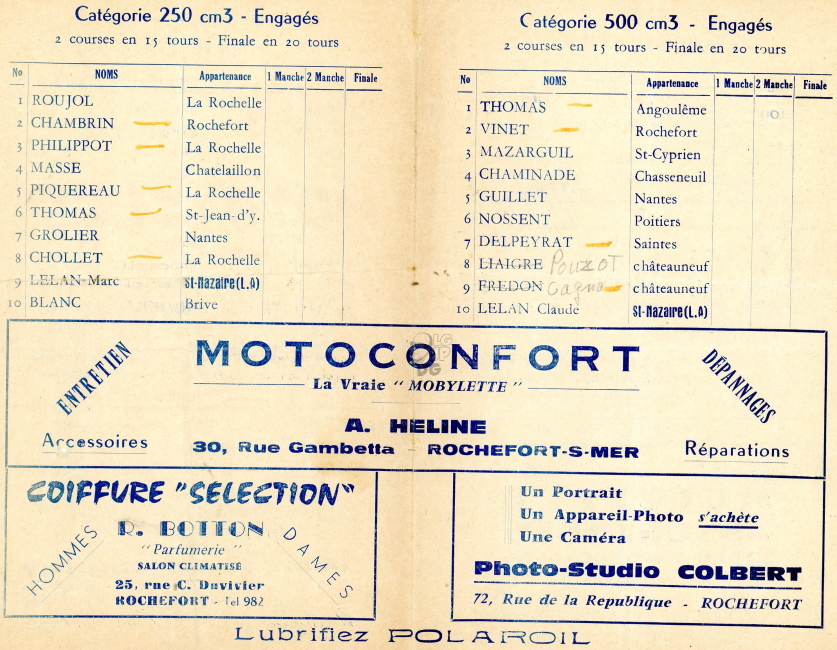 Catégorie 250 cm3 - Engagés
2 courses en 15 tours - Finale en 20 tours
No NOMS Appartenance 1 Manche 2 Manche Finale
1 ROUJOL La Rochelle
2 CHAMBRIN Rochefort
3 PHILIPPOT La Rochelle
4 MASSE Chatelaillon
5 PIQUEREAU La Rochelle
6 THOMAS St-Jean-d'y.
7 GROLIER Nantes
8 CHOLLET La Rochelle
9 LELAN Marc St-Nazaire(L.A)
10 BLANC Brive
Catégorie 500 cm3 - Engagés
2 courses en 15 tours - Finale en 20 tours
No NOMS Appartenance 1 Manche 2 Manche Finale
1 THOMAS Angoulême
2 VINET Rochefort
3 MAZARGUIL St-Cyprien
4 CHAMINADE Chasseneuil
5 GUILLET Nantes
6 NOSSENT Poitiers
7 DELPEYRAT Saintes
8 LIAIGRE Pouzot châteauneuf
9 FREDON châteauneuf
10 LELAN Claude St-Nazaire(L.A)
MOTOCONFORT
La Vraie "MOBYLETTE"
ENTRETIEN
DÉPANNAGES
A. HELINE
Accessoires
30, Rue Gambetta - ROCHEFORT-S-MER
Réparations
COIFFURE "SELECTION"
R. BOTTON
HOMMES
DAMES
"Parfumerie"
SALON CLIMATISÉ
25, rue C. Duvivier
ROCHEFORT - Tel 982
Un Portrait
Un Appareil-Photo s'achète
Une Caméra
Photo-Studio COLBERT
72, Rue de la Republique - ROCHEFORT
Lubrifiez POLAROIL